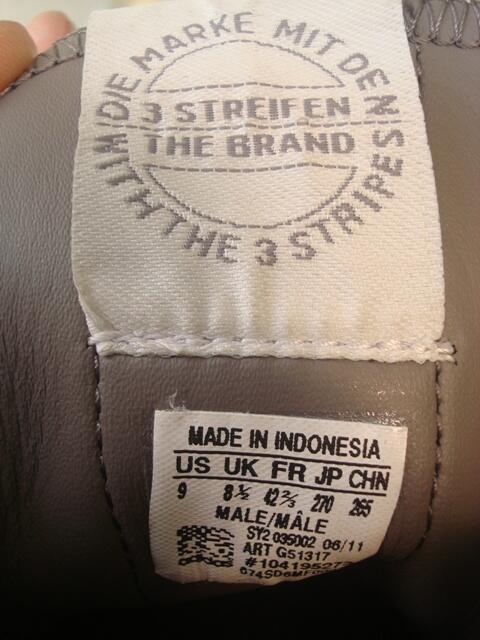 DIE MARKE MIT DEN
3 STREIFEN
THE BRAND
WITH THE 3 STRIPES
MADE IN INDONESIA
US UK FR JP CHN
9 8½ 42⅔ 270 265
MALE/MÂLE
SY2 035002 06/11
ART G51317